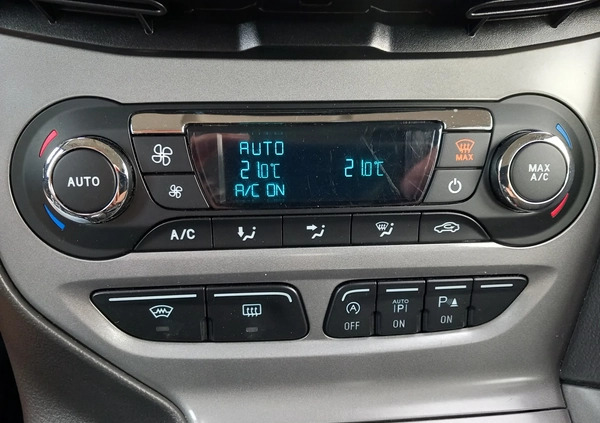 AUTO
21.0℃ 21.0℃
A/C ON
AUTO
MAX
MAX
A/C
A/C
A
OFF
AUTO
P
ON
P
ON